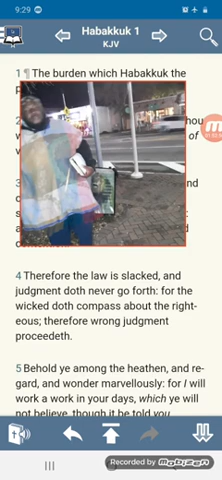 9:29
Habakkuk 1
KJV
1 ¶ The burden which Habakkuk the
p
2
hou
w
of
v
3
nd
4 Therefore the law is slacked, and
judgment doth never go forth: for the
wicked doth compass about the right-
eous; therefore wrong judgment
proceedeth.
5 Behold ye among the heathen, and re-
gard, and wonder marvellously: for I will
work a work in your days, which ye will
not believe, though it be told you.
Recorded by mobizen